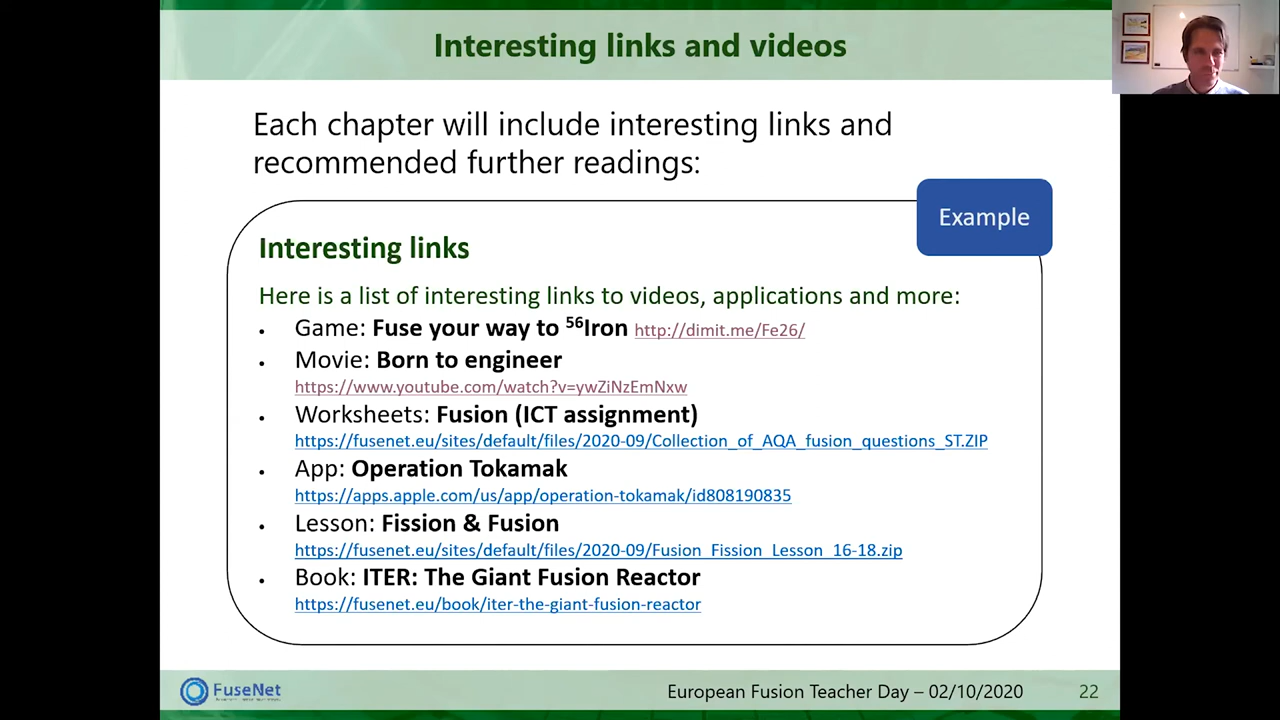 Interesting links and videos
Each chapter will include interesting links and
recommended further readings:
Example
Interesting links
Here is a list of interesting links to videos, applications and more:
• Game: Fuse your way to ⁵⁶Iron http://dimit.me/Fe26/
• Movie: Born to engineer
https://www.youtube.com/watch?v=ywZiNzEmNxw
• Worksheets: Fusion (ICT assignment)
https://fusenet.eu/sites/default/files/2020-09/Collection_of_AQA_fusion_questions_ST.ZIP
• App: Operation Tokamak
https://apps.apple.com/us/app/operation-tokamak/id808190835
• Lesson: Fission & Fusion
https://fusenet.eu/sites/default/files/2020-09/Fusion_Fission_Lesson_16-18.zip
• Book: ITER: The Giant Fusion Reactor
https://fusenet.eu/book/iter-the-giant-fusion-reactor
FuseNet
European Fusion Teacher Day – 02/10/2020
22